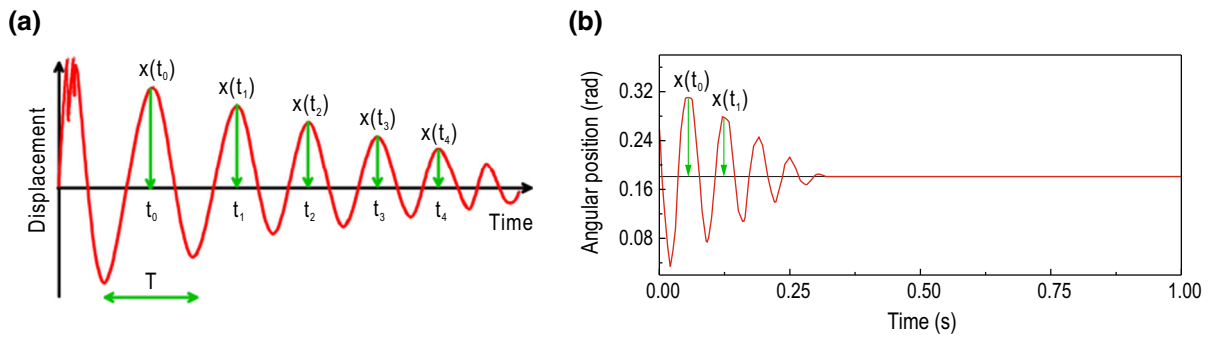 (a)
Displacement
x(t₀)
x(t₁)
x(t₂)
x(t₃)
x(t₄)
t₀
t₁
t₂
t₃
t₄
Time
T
(b)
Angular position (rad)
0.32
0.24
0.16
0.08
x(t₀)
x(t₁)
0.00
0.25
0.50
0.75
1.00
Time (s)